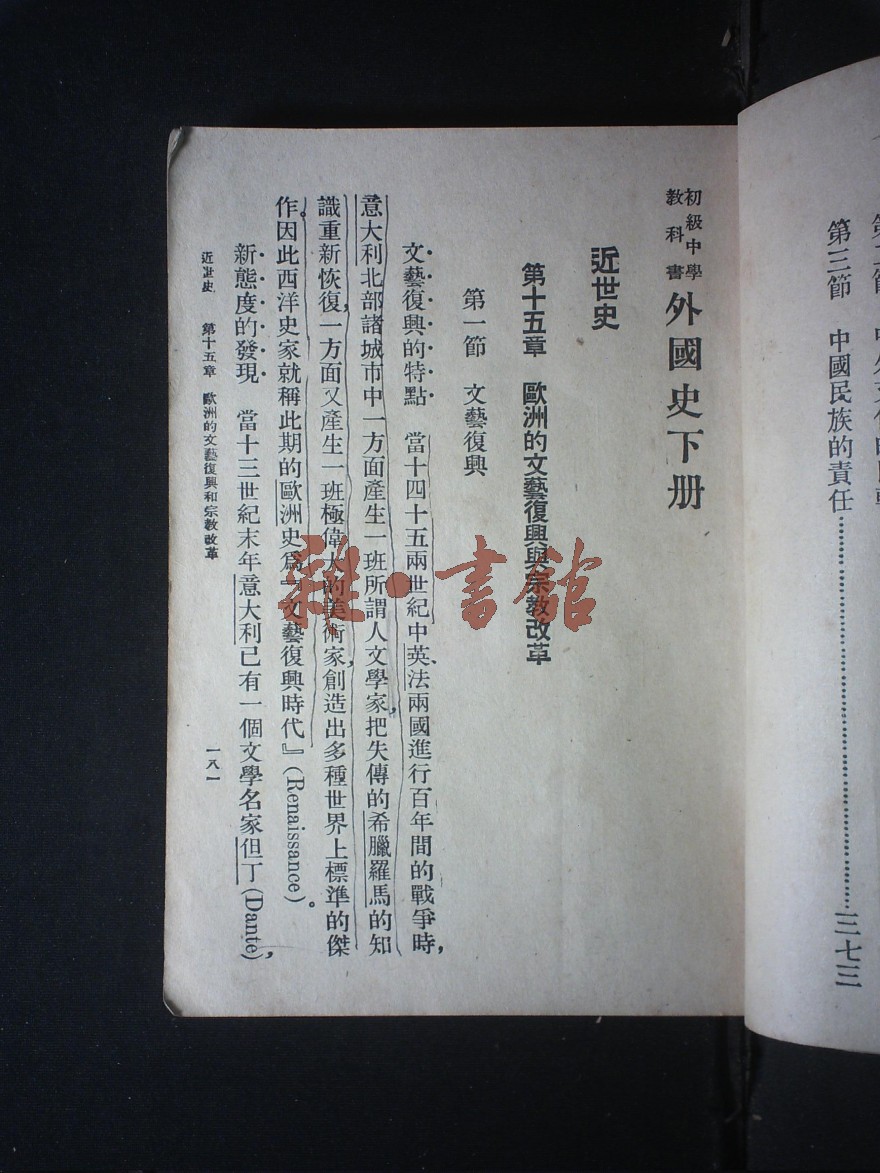 第三節　中國民族的責任……三七三
初級中學
教科書
外國史下册
近世史
第十五章　歐洲的文藝復興與宗教改革
第一節　文藝復興
文藝復興的特點　當十四十五兩世紀中英法兩國進行百年間的戰爭時，
意大利北部諸城市中一方面產生一班所謂人文學家，把失傳的希臘羅馬的知
識重新恢復，一方面又產生一班極偉大的美術家，創造出多種世界上標準的傑
作。因此西洋史家就稱此期的歐洲史爲『文藝復興時代』(Renaissance)。
新態度的發現　當十三世紀末年意大利已有一個文學名家但丁(Dante)，
近世史　第十五章　歐洲的文藝復興和宗教改革
一八一
雜·書館